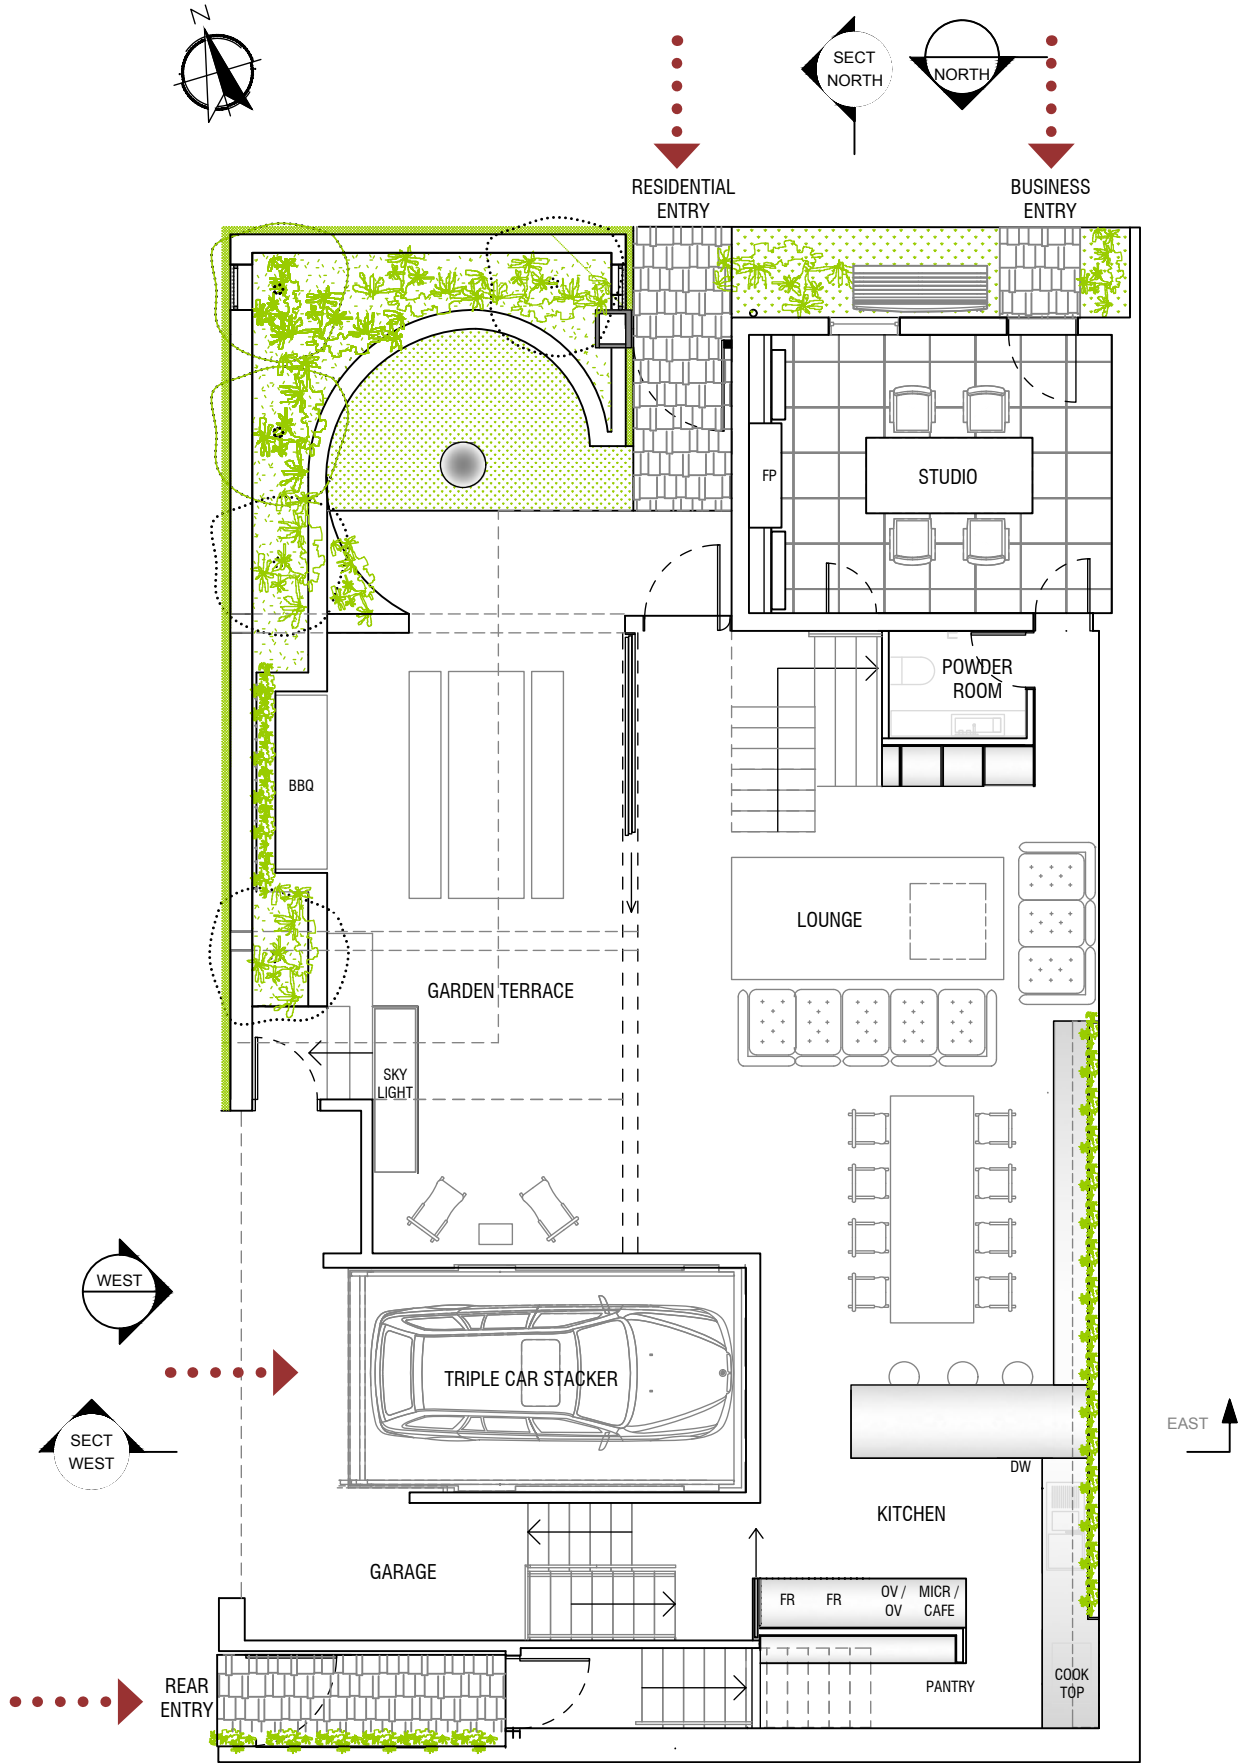 N
SECT
NORTH
NORTH
RESIDENTIAL
ENTRY
BUSINESS
ENTRY
FP
STUDIO
POWDER
ROOM
BBQ
LOUNGE
GARDEN TERRACE
SKY
LIGHT
WEST
TRIPLE CAR STACKER
SECT
WEST
EAST
DW
KITCHEN
GARAGE
FR
FR
OV /
OV
MICR /
CAFE
REAR
ENTRY
PANTRY
COOK
TOP